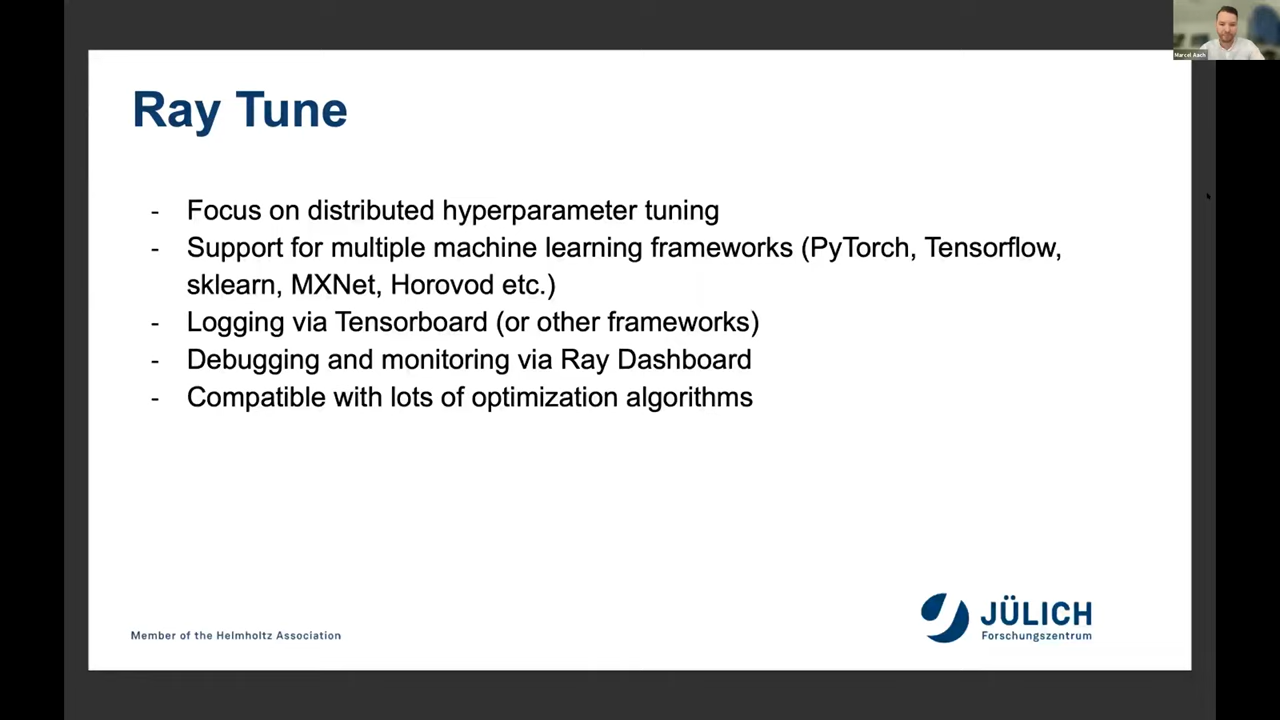 Marcel Aach
Ray Tune
- Focus on distributed hyperparameter tuning
- Support for multiple machine learning frameworks (PyTorch, Tensorflow,
sklearn, MXNet, Horovod etc.)
- Logging via Tensorboard (or other frameworks)
- Debugging and monitoring via Ray Dashboard
- Compatible with lots of optimization algorithms
Member of the Helmholtz Association
JÜLICH
Forschungszentrum